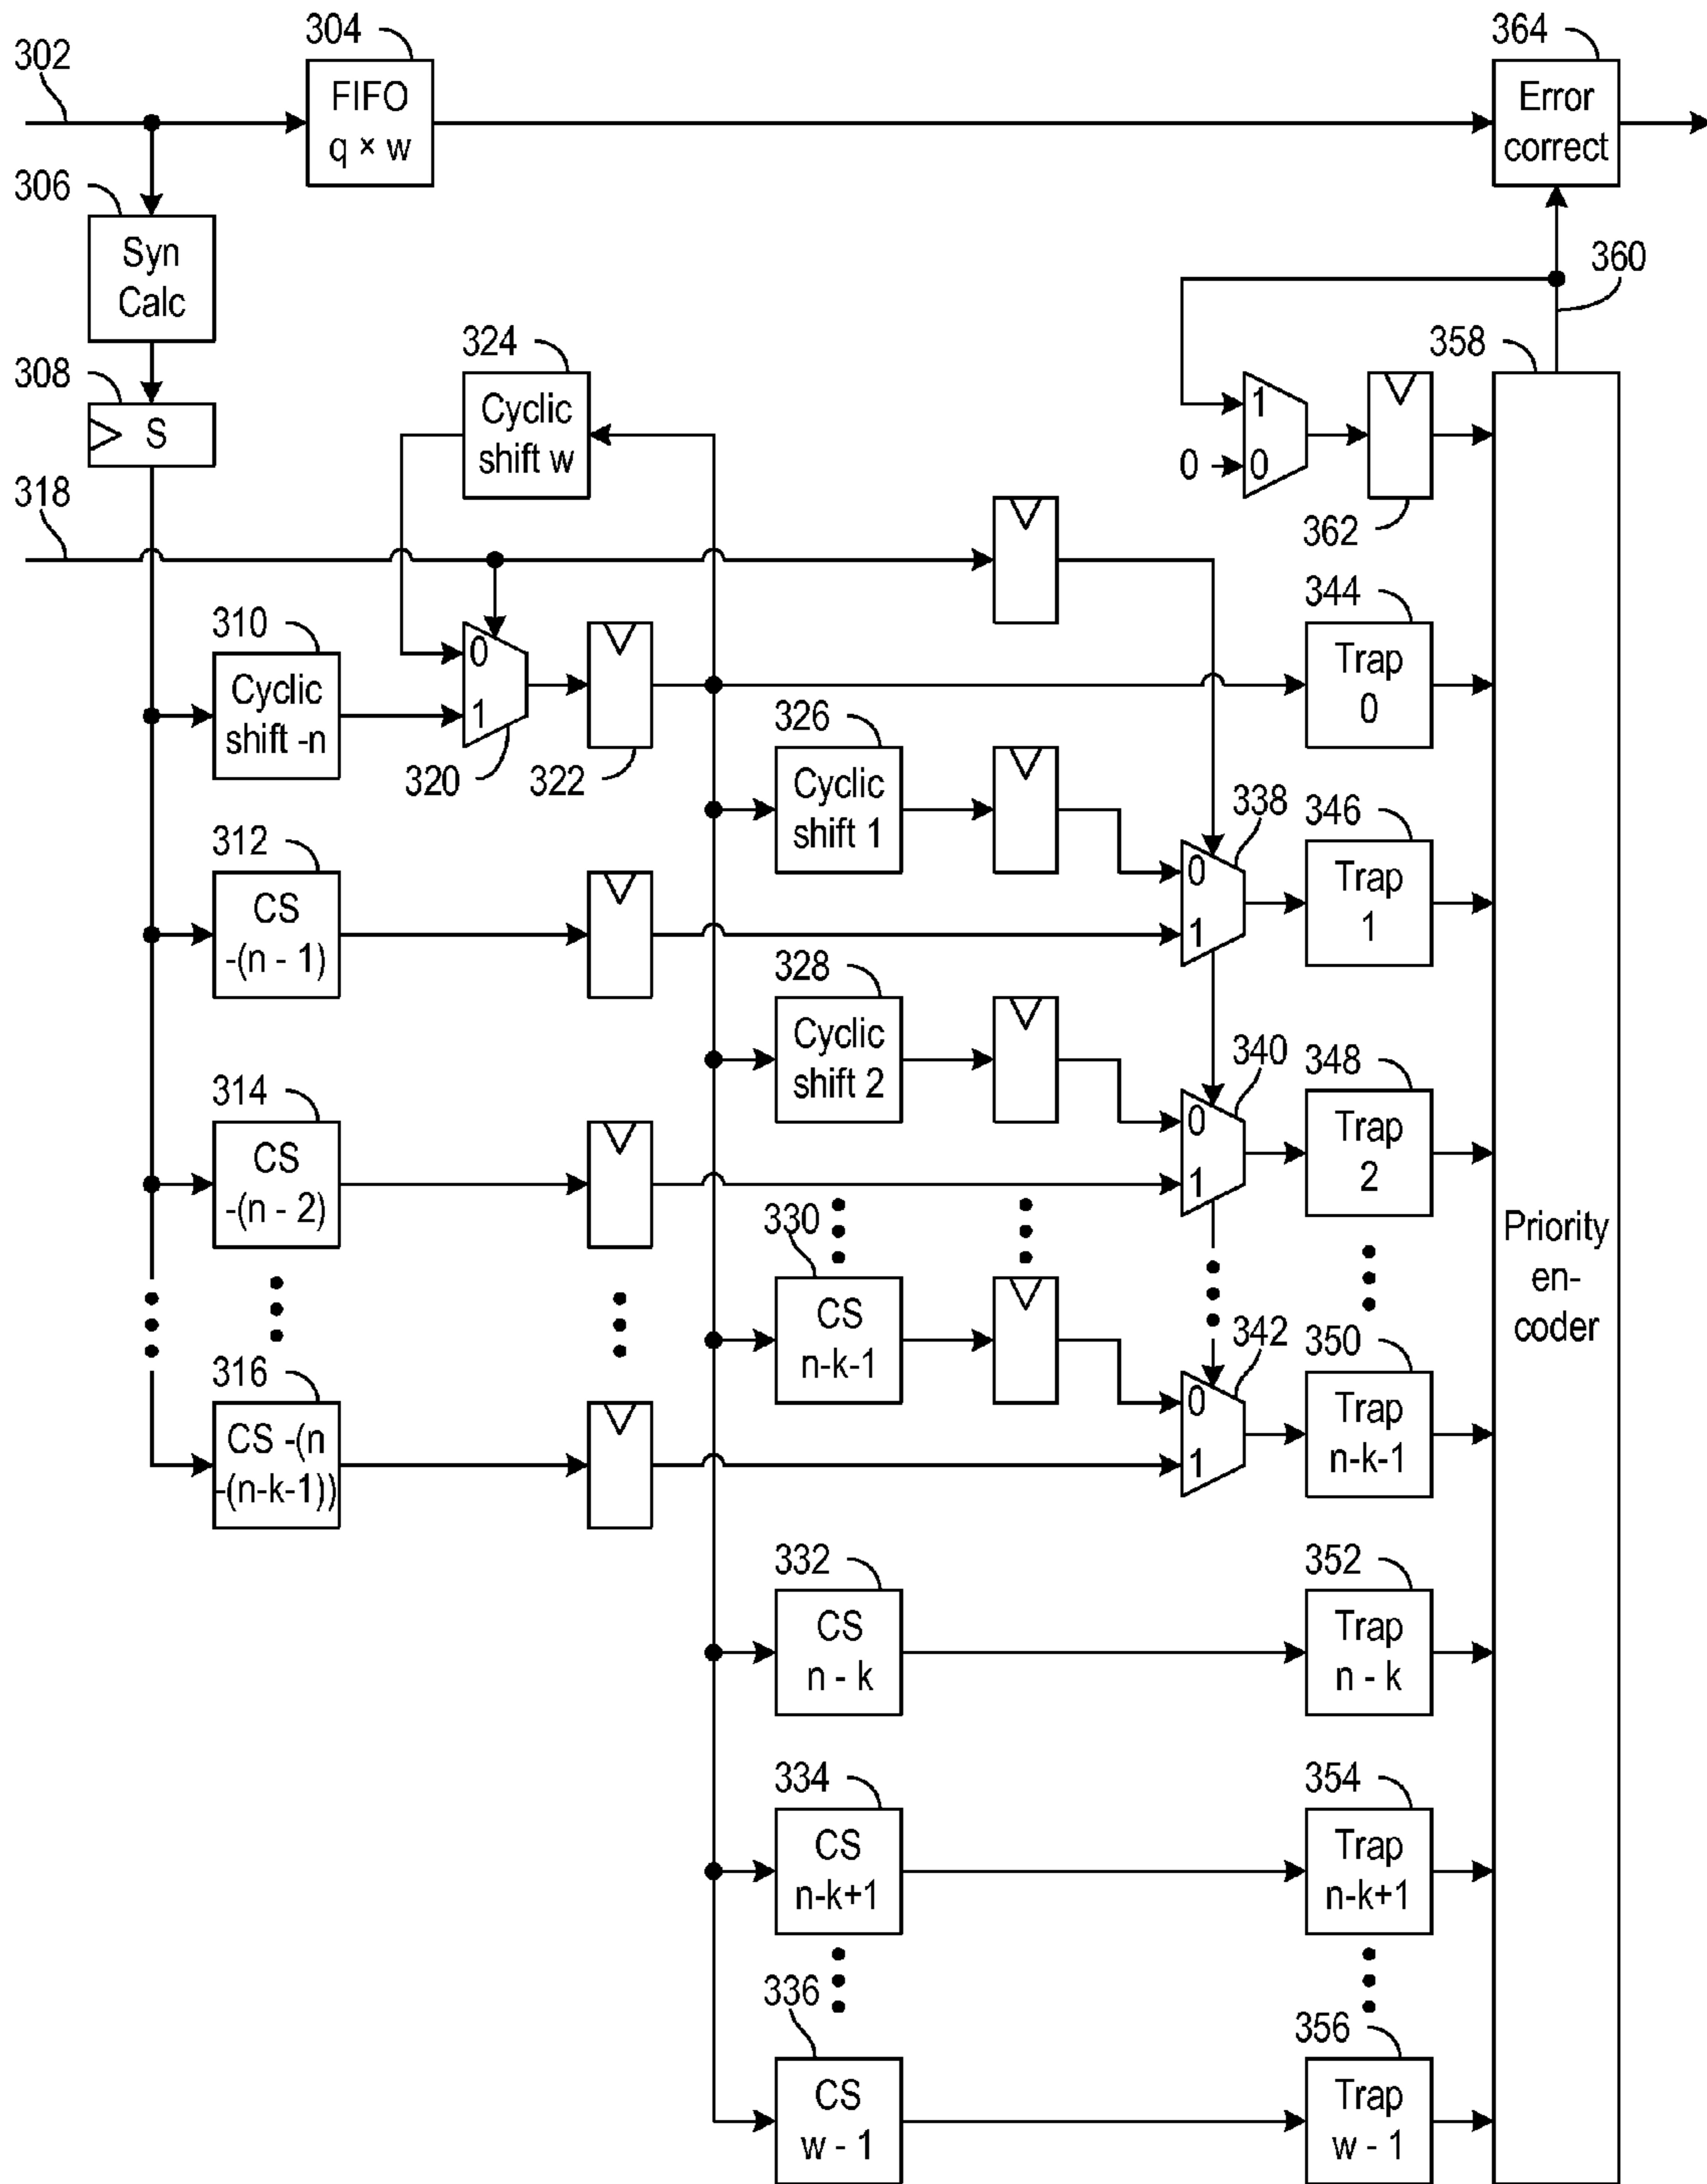 302
304
FIFO
q × w
364
Error
correct
306
Syn
Calc
360
308
S
324
Cyclic
shift w
358
1
0
0
362
318
310
Cyclic
shift -n
0
1
320
322
326
Cyclic
shift 1
344
Trap
0
312
CS
-(n - 1)
338
0
1
346
Trap
1
328
Cyclic
shift 2
314
CS
-(n - 2)
340
0
1
348
Trap
2
Priority
en-
coder
330
CS
n-k-1
316
CS -(n
-(n-k-1))
342
0
1
350
Trap
n-k-1
332
CS
n - k
352
Trap
n - k
334
CS
n-k+1
354
Trap
n-k+1
336
CS
w - 1
356
Trap
w - 1